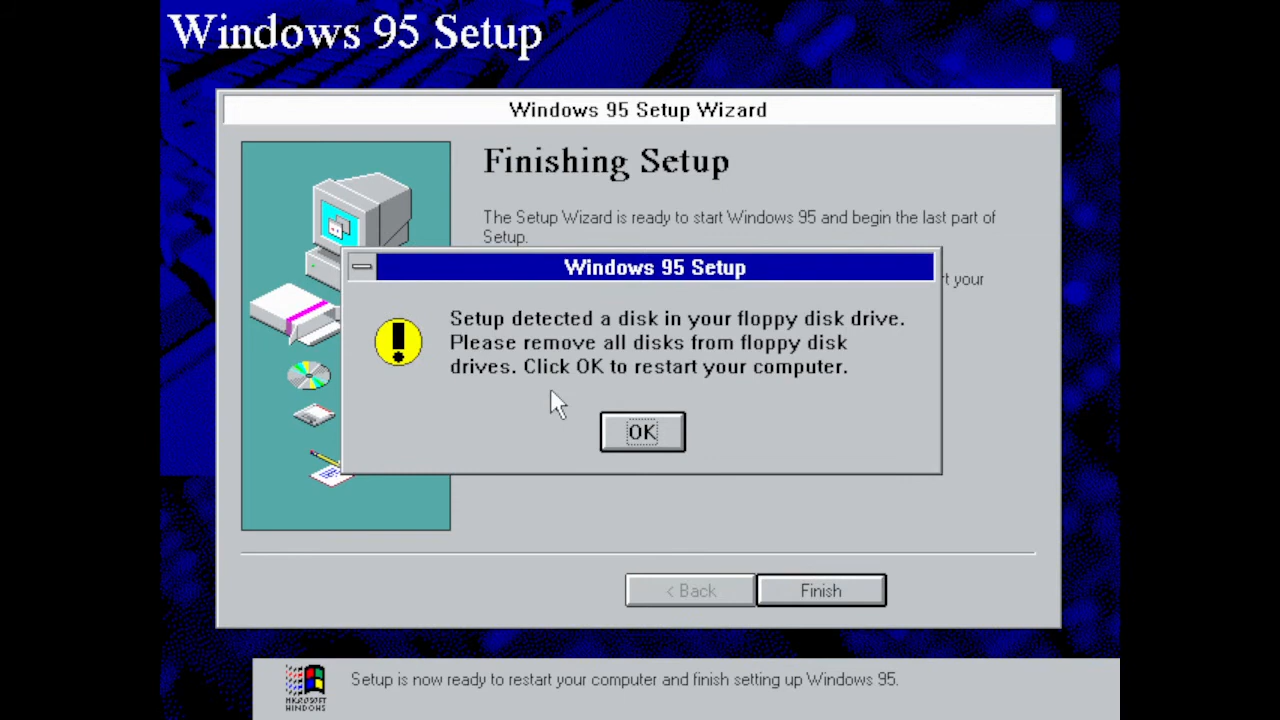 Windows 95 Setup
Windows 95 Setup Wizard
Finishing Setup
The Setup Wizard is ready to start Windows 95 and begin the last part of
Setup.
your
Windows 95 Setup
Setup detected a disk in your floppy disk drive.
Please remove all disks from floppy disk
drives. Click OK to restart your computer.
OK
< Back
Finish
Setup is now ready to restart your computer and finish setting up Windows 95.
MICROSOFT
WINDOWS